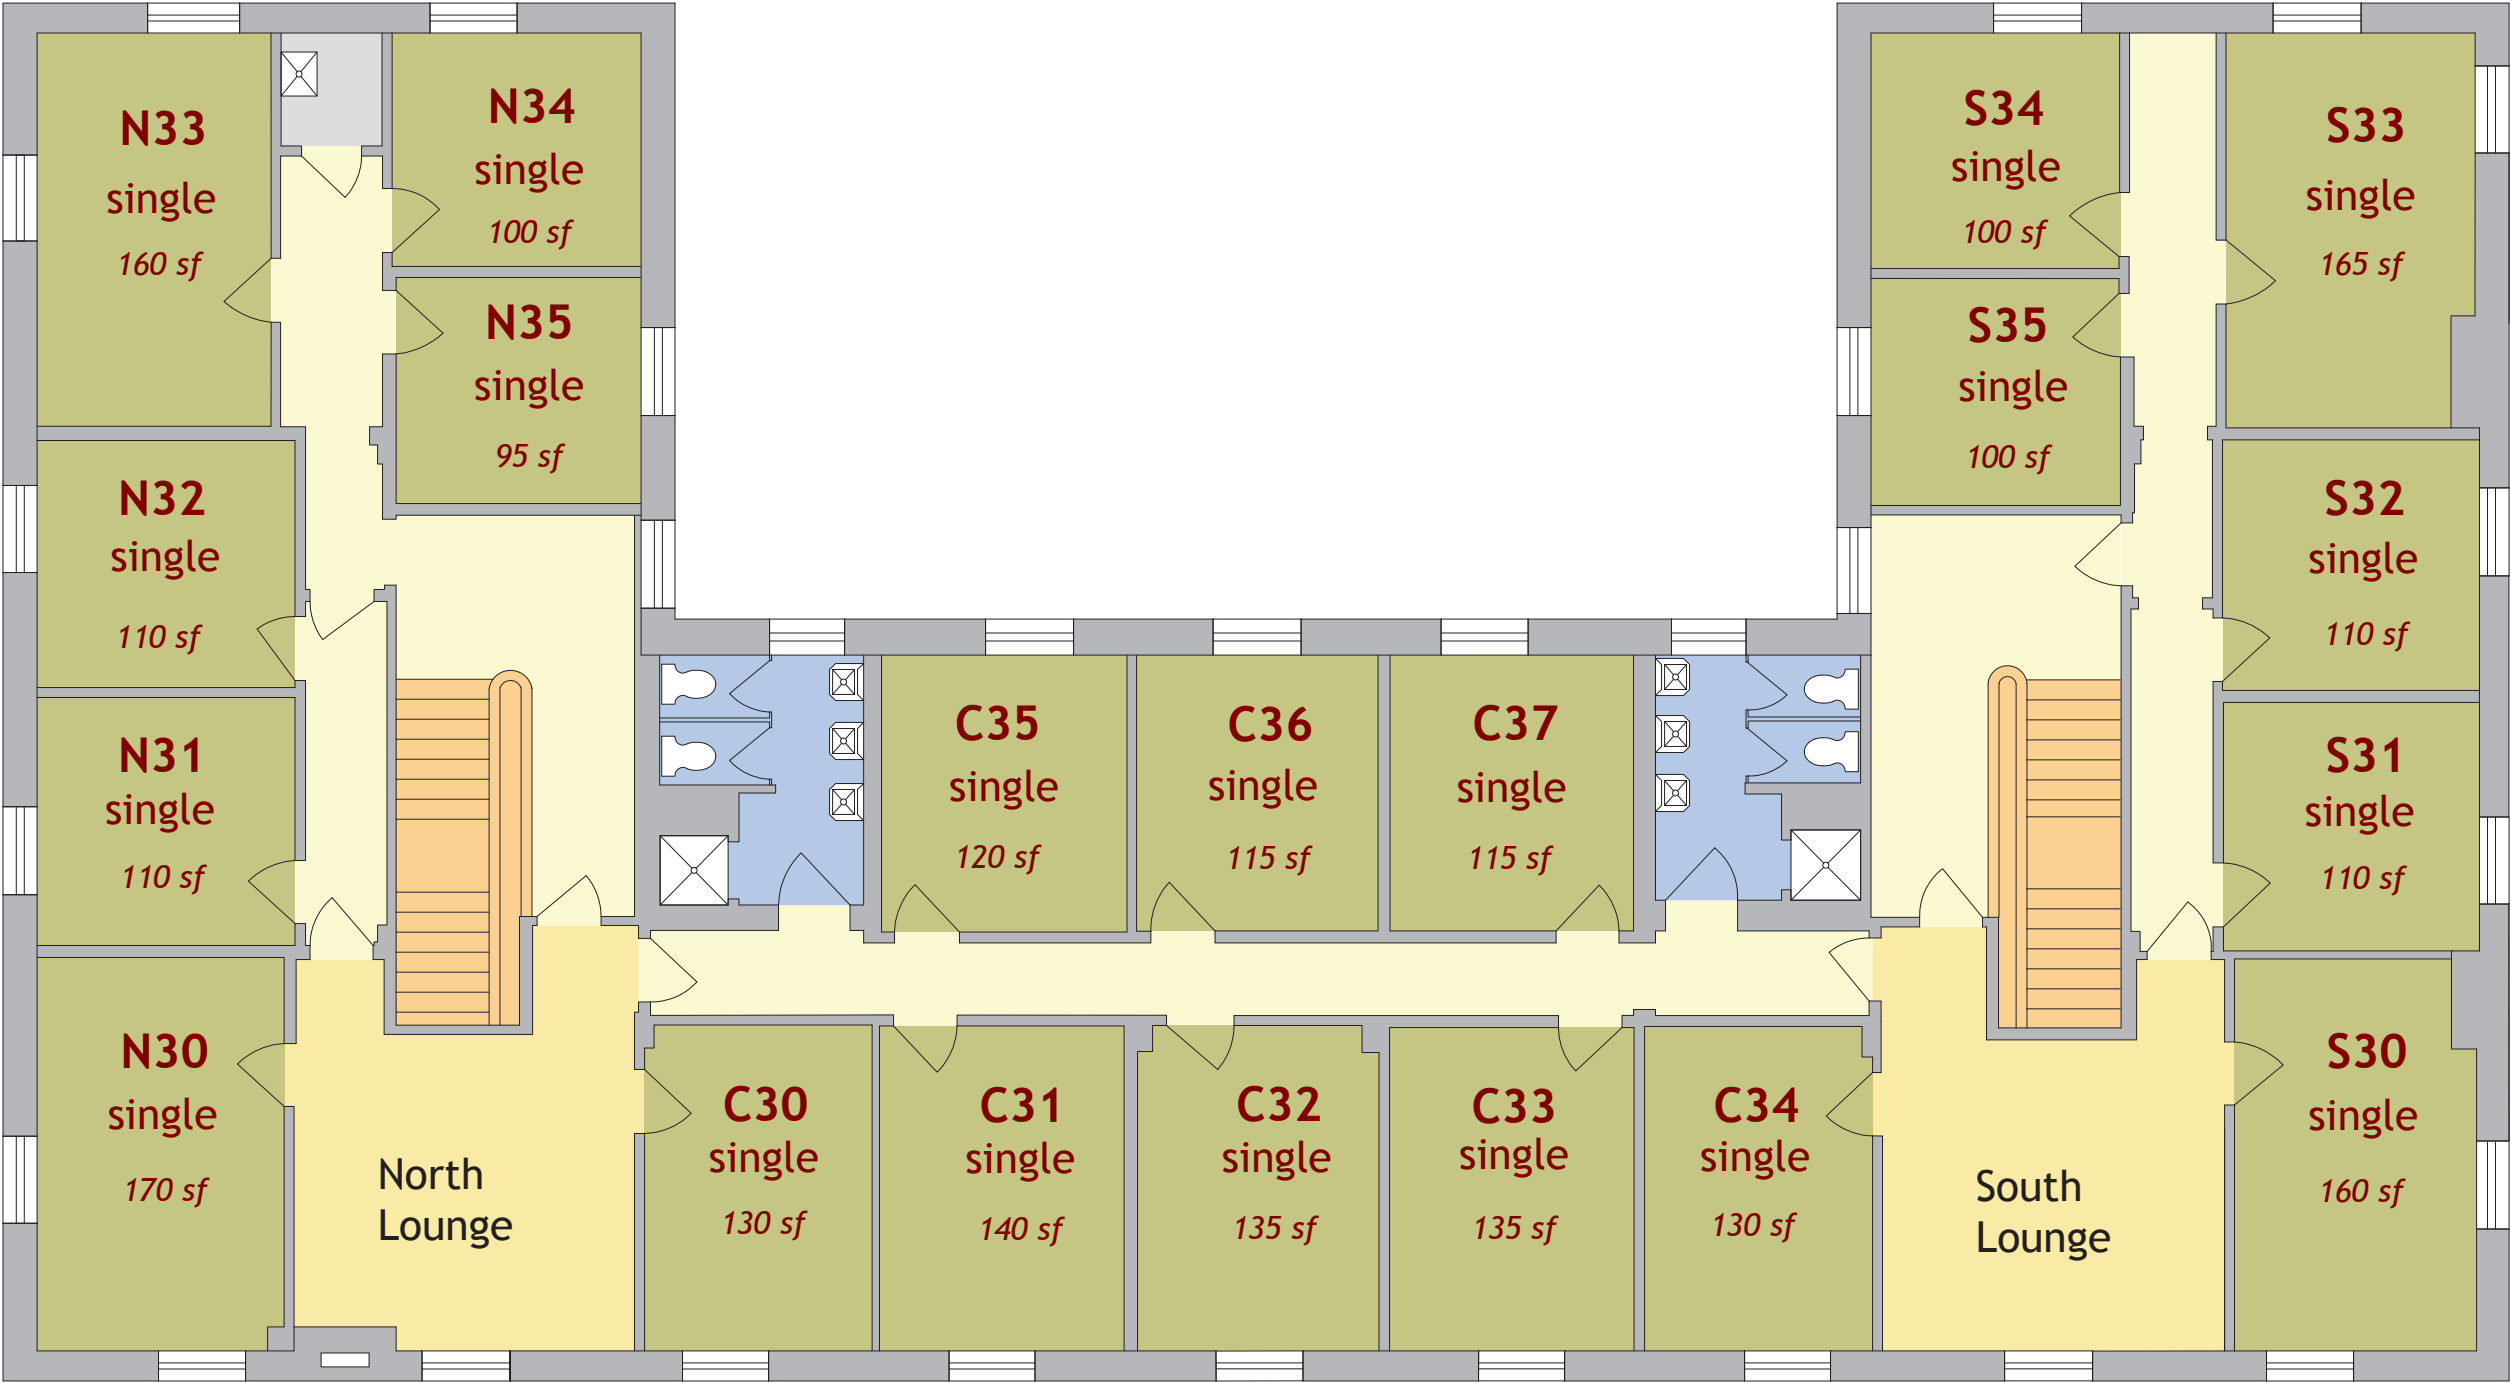 N33
single
160 sf
N34
single
100 sf
S34
single
100 sf
S33
single
165 sf
N35
single
95 sf
S35
single
100 sf
N32
single
110 sf
S32
single
110 sf
N31
single
110 sf
C35
single
120 sf
C36
single
115 sf
C37
single
115 sf
S31
single
110 sf
N30
single
170 sf
North
Lounge
C30
single
130 sf
C31
single
140 sf
C32
single
135 sf
C33
single
135 sf
C34
single
130 sf
South
Lounge
S30
single
160 sf